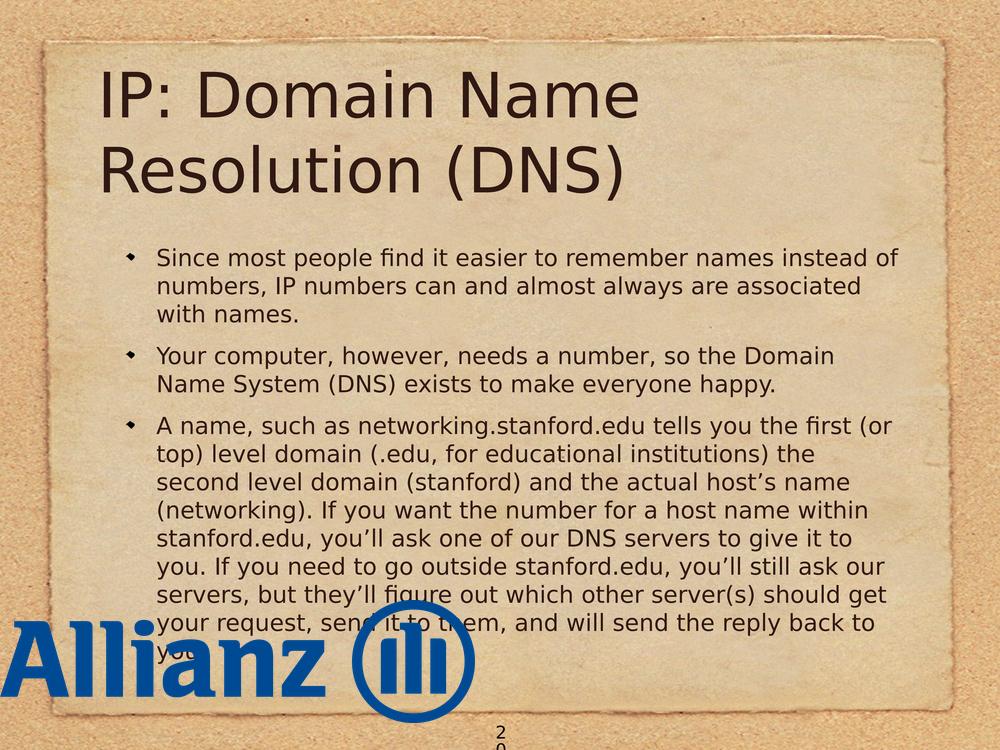 IP: Domain Name
Resolution (DNS)
Since most people find it easier to remember names instead of
numbers, IP numbers can and almost always are associated
with names.
Your computer, however, needs a number, so the Domain
Name System (DNS) exists to make everyone happy.
A name, such as networking.stanford.edu tells you the first (or
top) level domain (.edu, for educational institutions) the
second level domain (stanford) and the actual host’s name
(networking). If you want the number for a host name within
stanford.edu, you’ll ask one of our DNS servers to give it to
you. If you need to go outside stanford.edu, you’ll still ask our
servers, but they’ll figure out which other server(s) should get
your request, send it to them, and will send the reply back to
Allianz
2
0